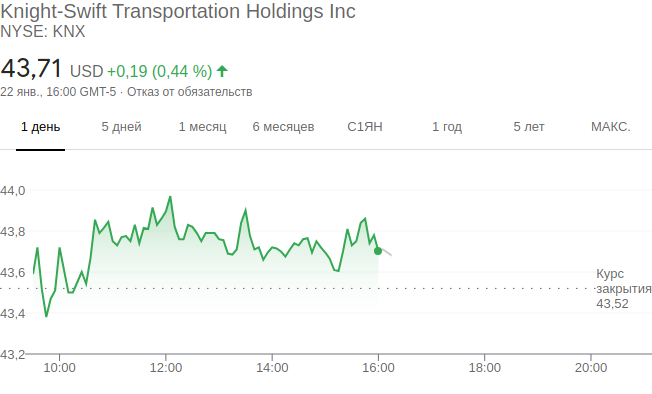 Knight-Swift Transportation Holdings Inc
NYSE: KNX
43,71 USD +0,19 (0,44 %)
22 янв., 16:00 GMT-5 · Отказ от обязательств
1 день 5 дней 1 месяц 6 месяцев С1ЯН 1 год 5 лет МАКС.
44,0
43,8
43,6
Курс
закрытия
43,52
43,4
43,2
10:00 12:00 14:00 16:00 18:00 20:00